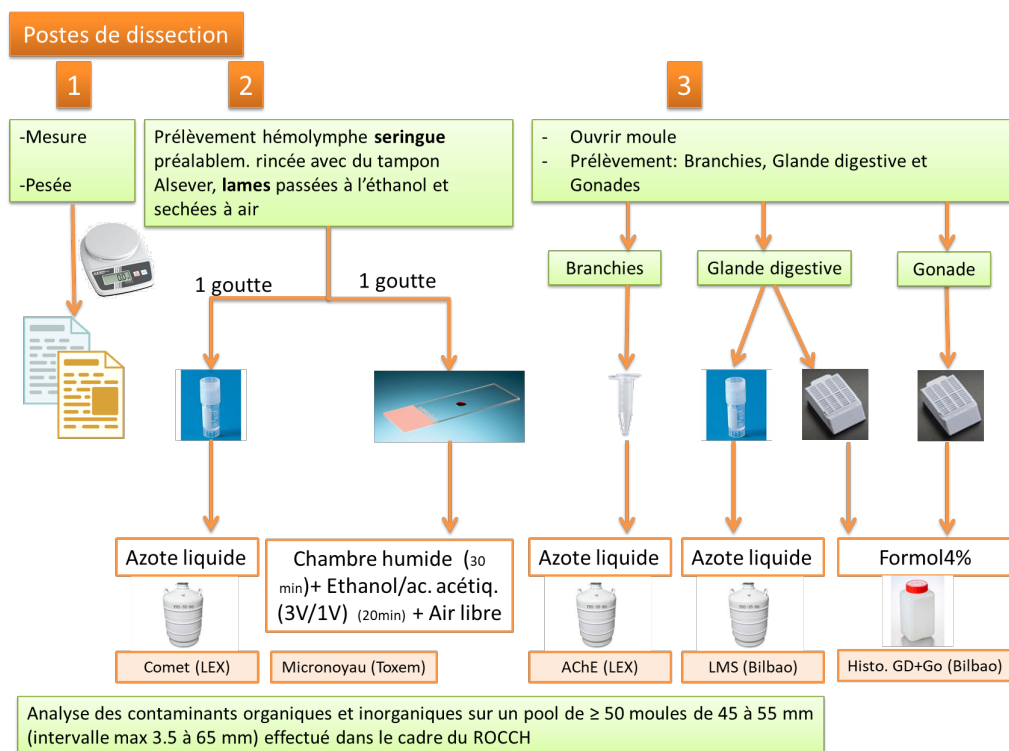 Postes de dissection
1
2
3
-Mesure
-Pesée
Prélèvement hémolymphe seringue
préalablem. rincée avec du tampon
Alsever, lames passées à l'éthanol et
sechées à air
- Ouvrir moule
- Prélèvement: Branchies, Glande digestive et
Gonades
1 goutte
1 goutte
Branchies
Glande digestive
Gonade
Azote liquide
Chambre humide (30
min)+ Ethanol/ac. acétiq.
(3V/1V) (20min) + Air libre
Azote liquide
Azote liquide
Formol4%
Comet (LEX)
Micronoyau (Toxem)
AChE (LEX)
LMS (Bilbao)
Histo. GD+Go (Bilbao)
Analyse des contaminants organiques et inorganiques sur un pool de ≥ 50 moules de 45 à 55 mm
(intervalle max 3.5 à 65 mm) effectué dans le cadre du ROCCH